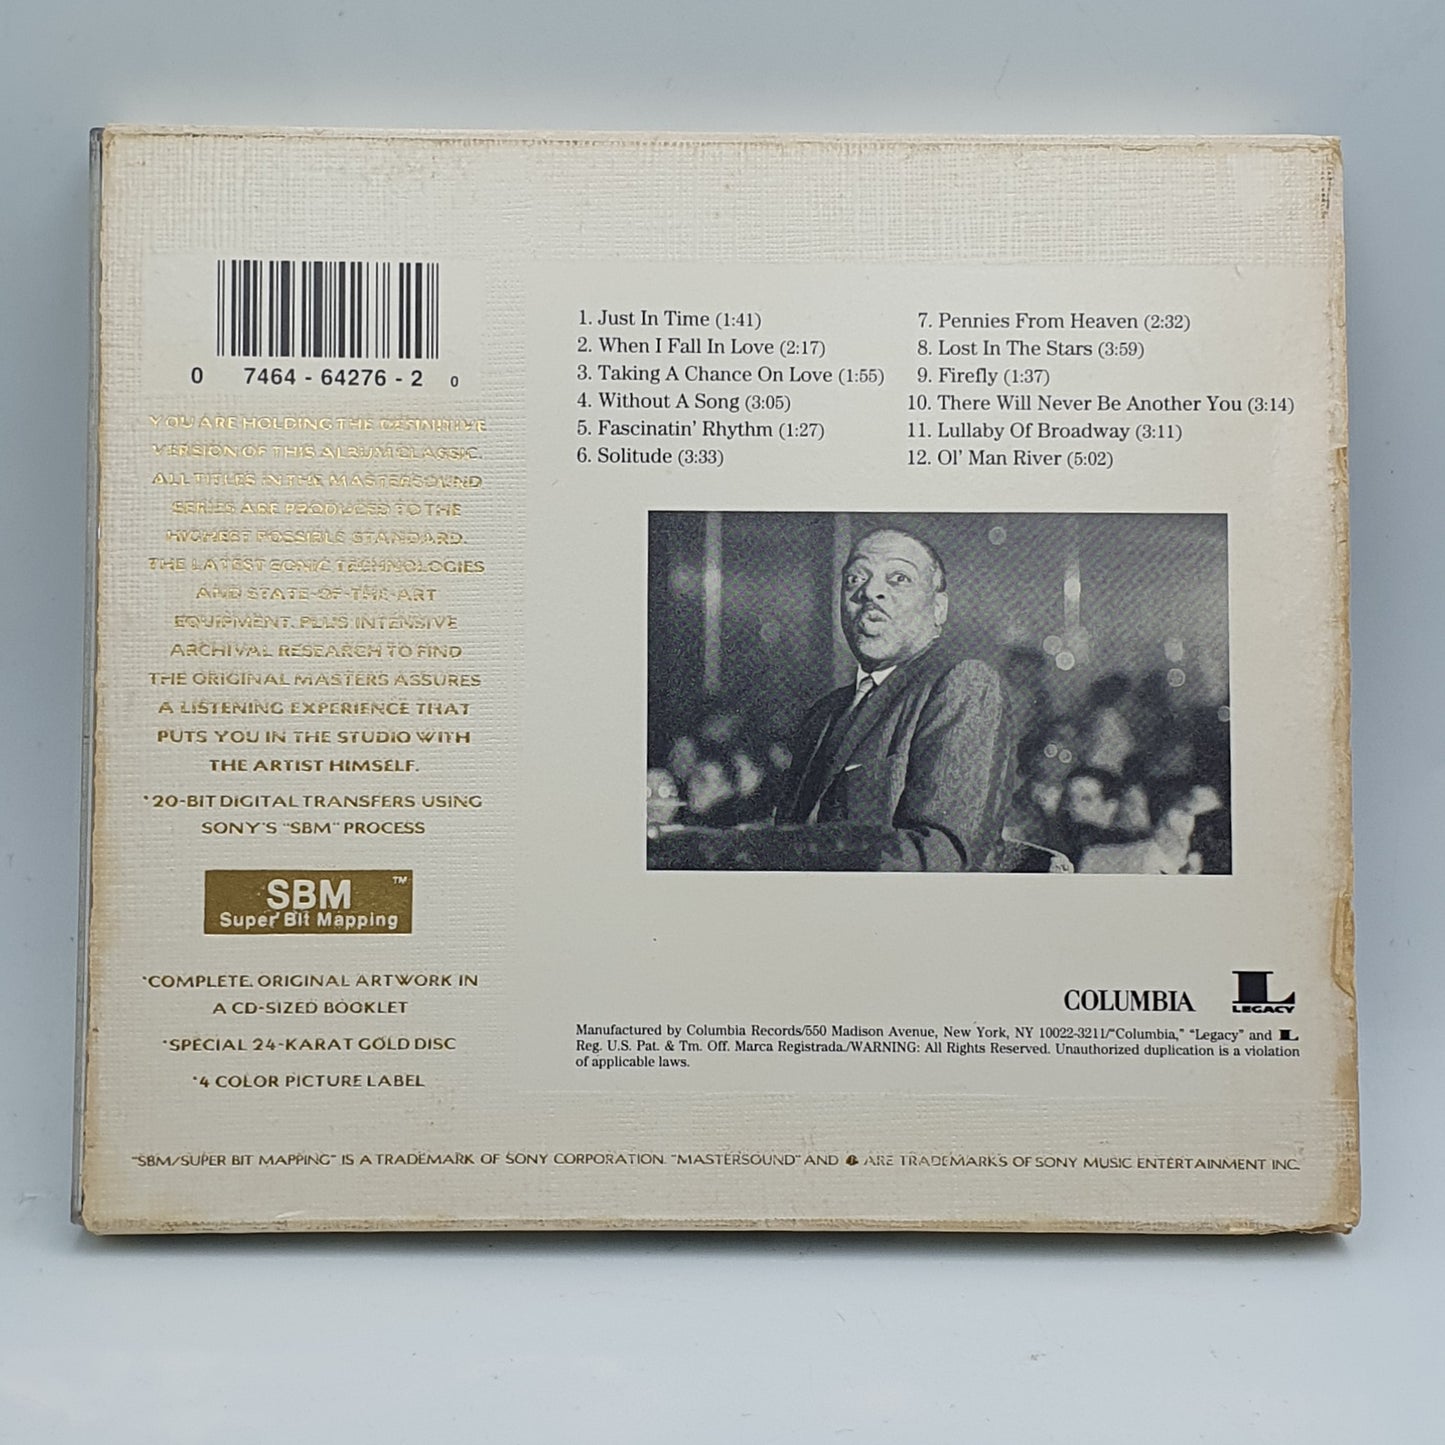 0 7464 - 64276 - 2 0
YOU ARE HOLDING THE DEFINITIVE
VERSION OF THIS ALBUM CLASSIC.
ALL TITLES IN THE MASTERSOUND
SERIES ARE PRODUCED TO THE
HIGHEST POSSIBLE STANDARD.
THE LATEST SONIC TECHNOLOGIES
AND STATE-OF-THE-ART
EQUIPMENT, PLUS INTENSIVE
ARCHIVAL RESEARCH TO FIND
THE ORIGINAL MASTERS ASSURES
A LISTENING EXPERIENCE THAT
PUTS YOU IN THE STUDIO WITH
THE ARTIST HIMSELF.
*20-BIT DIGITAL TRANSFERS USING
SONY'S "SBM" PROCESS
SBM™
Super Bit Mapping
*COMPLETE, ORIGINAL ARTWORK IN
A CD-SIZED BOOKLET
*SPECIAL 24-KARAT GOLD DISC
*4 COLOR PICTURE LABEL
1. Just In Time (1:41)
2. When I Fall In Love (2:17)
3. Taking A Chance On Love (1:55)
4. Without A Song (3:05)
5. Fascinatin' Rhythm (1:27)
6. Solitude (3:33)
7. Pennies From Heaven (2:32)
8. Lost In The Stars (3:59)
9. Firefly (1:37)
10. There Will Never Be Another You (3:14)
11. Lullaby Of Broadway (3:11)
12. Ol' Man River (5:02)
COLUMBIA
L
LEGACY
Manufactured by Columbia Records/550 Madison Avenue, New York, NY 10022-3211/"Columbia," "Legacy" and L
Reg. U.S. Pat. & Tm. Off. Marca Registrada./WARNING: All Rights Reserved. Unauthorized duplication is a violation
of applicable laws.
"SBM/SUPER BIT MAPPING" IS A TRADEMARK OF SONY CORPORATION. "MASTERSOUND" AND ARE TRADEMARKS OF SONY MUSIC ENTERTAINMENT INC.